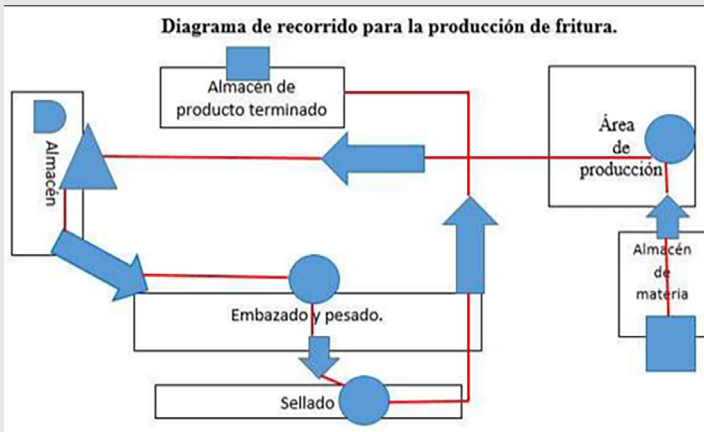 Diagrama de recorrido para la producción de fritura.
Almacén de
producto terminado
Almacén
Área
de
producción
Almacén
de
materia
Embazado y pesado.
Sellado